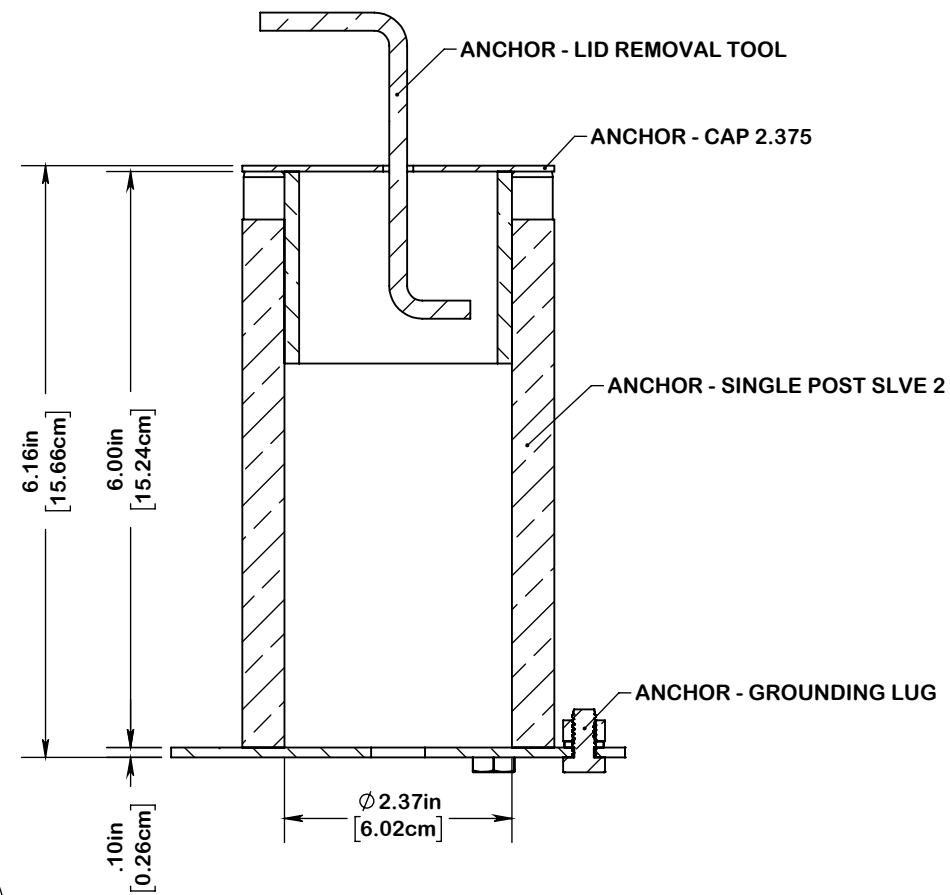 ANCHOR - LID REMOVAL TOOL
ANCHOR - CAP 2.375
ANCHOR - SINGLE POST SLVE 2
6.16in
[15.66cm]
6.00in
[15.24cm]
ANCHOR - GROUNDING LUG
∅ 2.37in
[6.02cm]
.10in
[0.26cm]